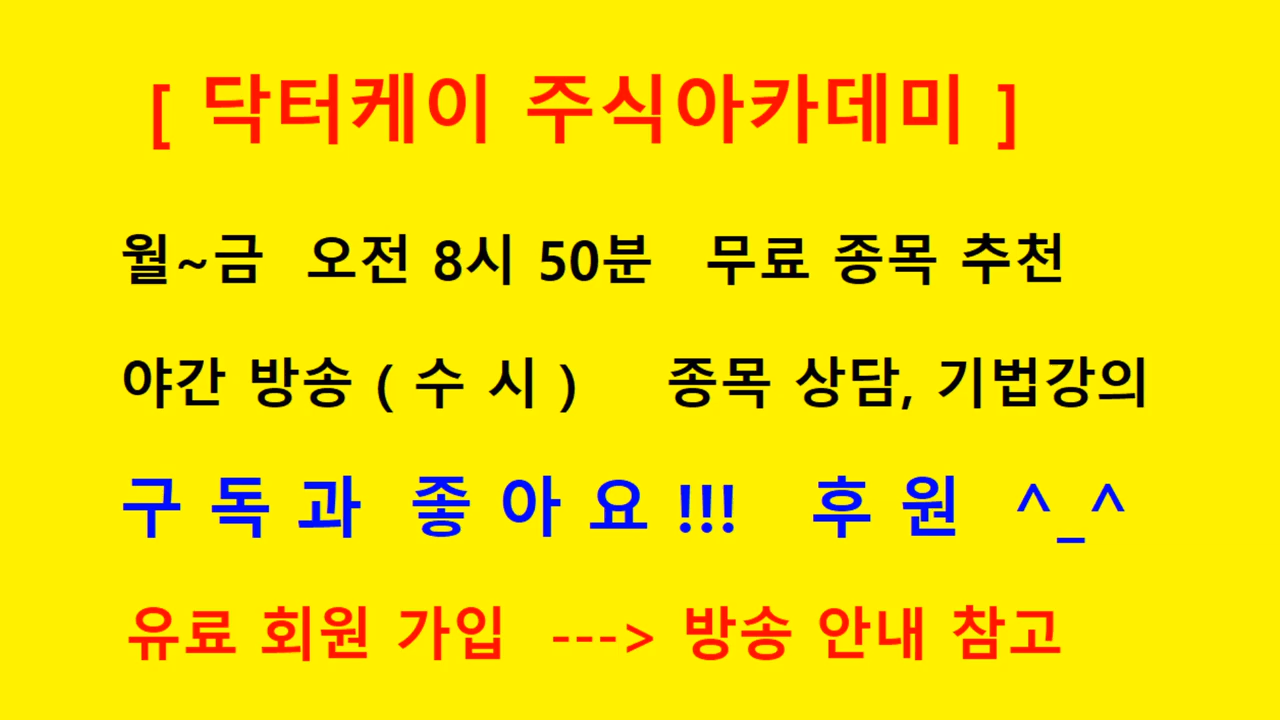 [ 닥터케이 주식아카데미 ]
월~금 오전 8시 50분 무료 종목 추천
야간 방송 ( 수 시 ) 종목 상담, 기법강의
구 독 과 좋 아 요 !!! 후 원 ^_^
유료 회원 가입 ---> 방송 안내 참고